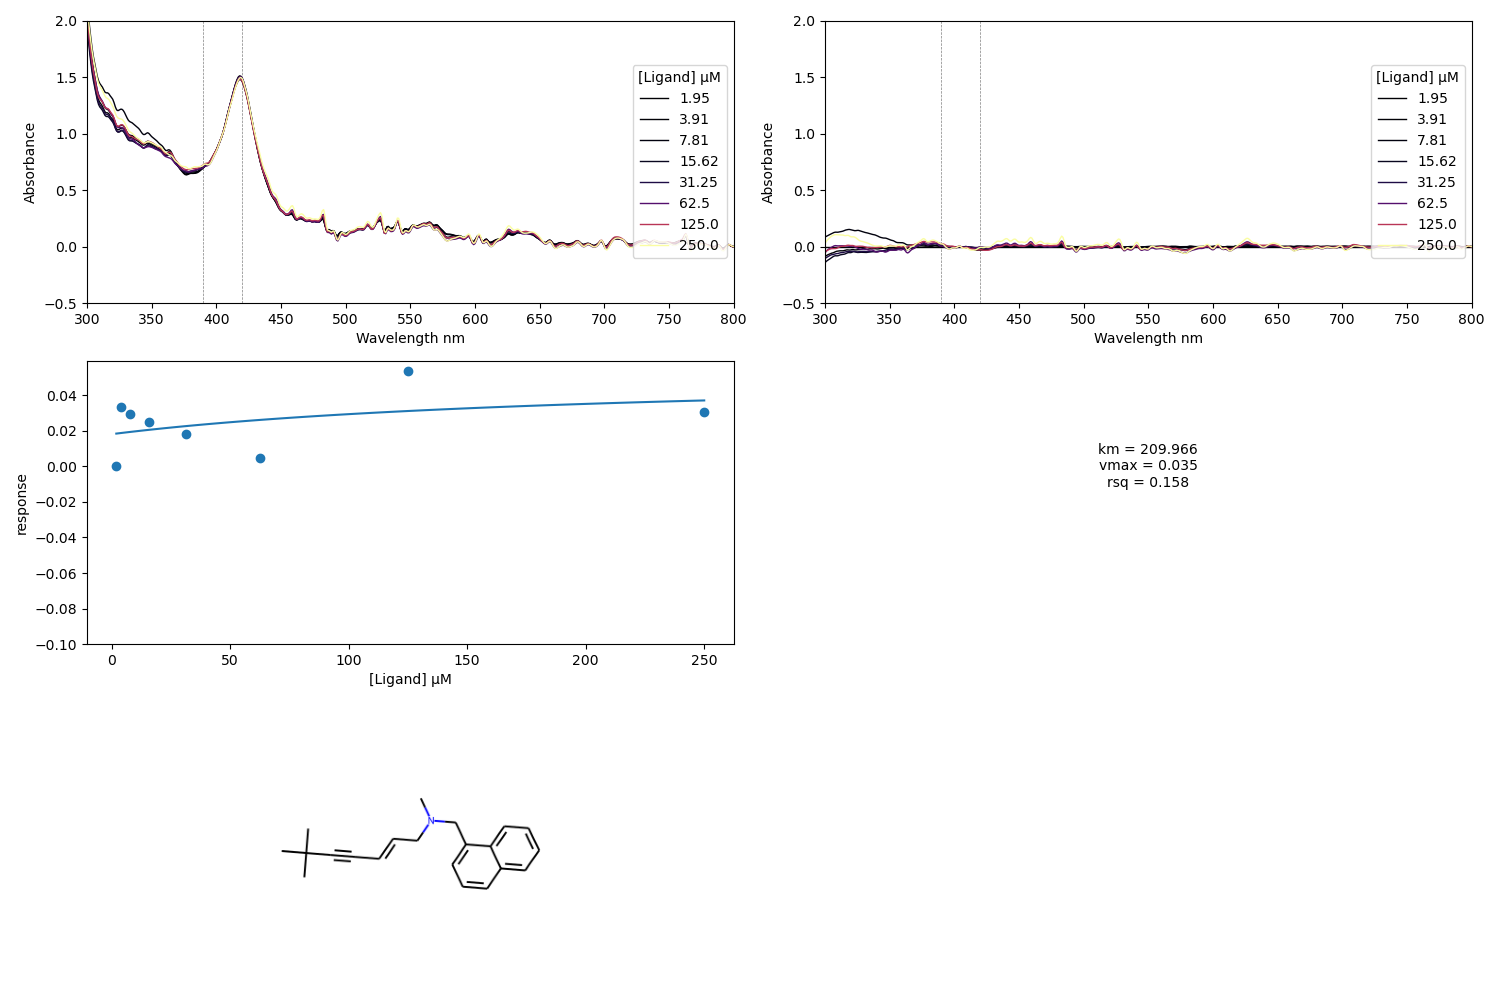 2.0
1.5
1.0
0.5
0.0
−0.5
Absorbance
300 350 400 450 500 550 600 650 700 750 800
Wavelength nm
[Ligand] µM
1.95
3.91
7.81
15.62
31.25
62.5
125.0
250.0
2.0
1.5
1.0
0.5
0.0
−0.5
Absorbance
300 350 400 450 500 550 600 650 700 750 800
Wavelength nm
[Ligand] µM
1.95
3.91
7.81
15.62
31.25
62.5
125.0
250.0
0.04
0.02
0.00
−0.02
−0.04
−0.06
−0.08
−0.10
response
0 50 100 150 200 250
[Ligand] µM
km = 209.966
vmax = 0.035
rsq = 0.158
N